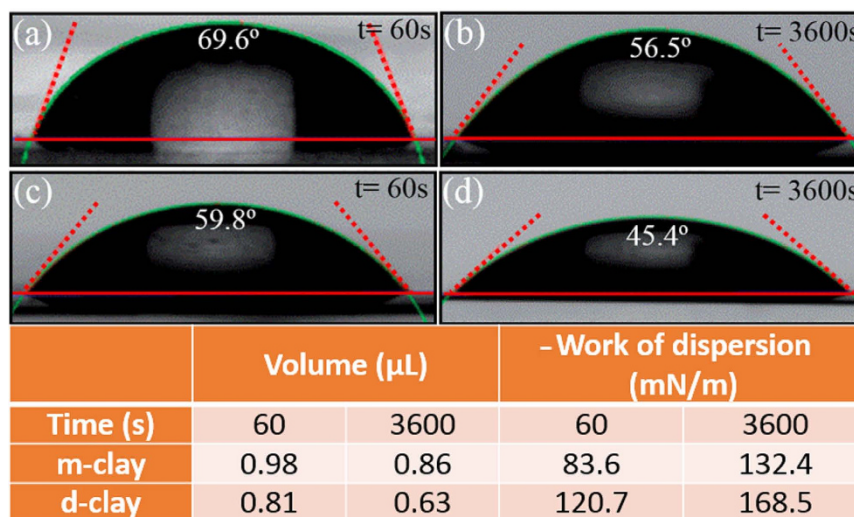 (a) 69.6º t= 60s
(b) 56.5º t= 3600s
(c) 59.8º t= 60s
(d) 45.4º t= 3600s
Volume (μL) –Work of dispersion
(mN/m)
Time (s) 60 3600 60 3600
m-clay 0.98 0.86 83.6 132.4
d-clay 0.81 0.63 120.7 168.5